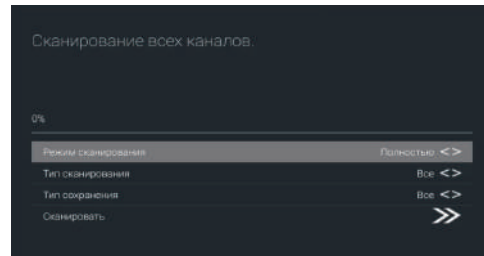 Сканирование всех каналов.
0%
Режим сканирования Полностью <>
Тип сканирования Все <>
Тип сохранения Все <>
Сканировать